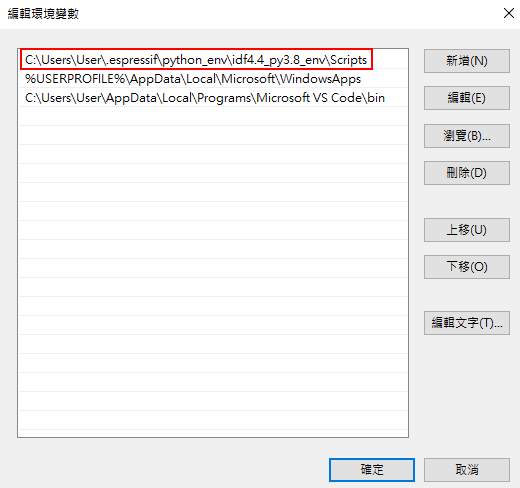 編輯環境變數
C:\Users\User\.espressif\python_env\idf4.4_py3.8_env\Scripts
%USERPROFILE%\AppData\Local\Microsoft\WindowsApps
C:\Users\User\AppData\Local\Programs\Microsoft VS Code\bin
新增(N)
編輯(E)
瀏覽(B)...
刪除(D)
上移(U)
下移(O)
編輯文字(T)...
確定
取消